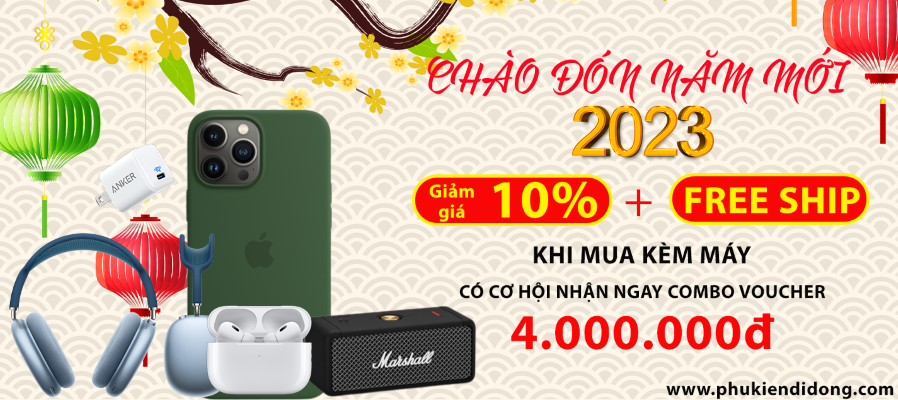 CHÀO ĐÓN NĂM MỚI
2023
Giảm giá 10% + FREE SHIP
KHI MUA KÈM MÁY
CÓ CƠ HỘI NHẬN NGAY COMBO VOUCHER
4.000.000đ
ANKER
Marshall
www.phukiendidong.com